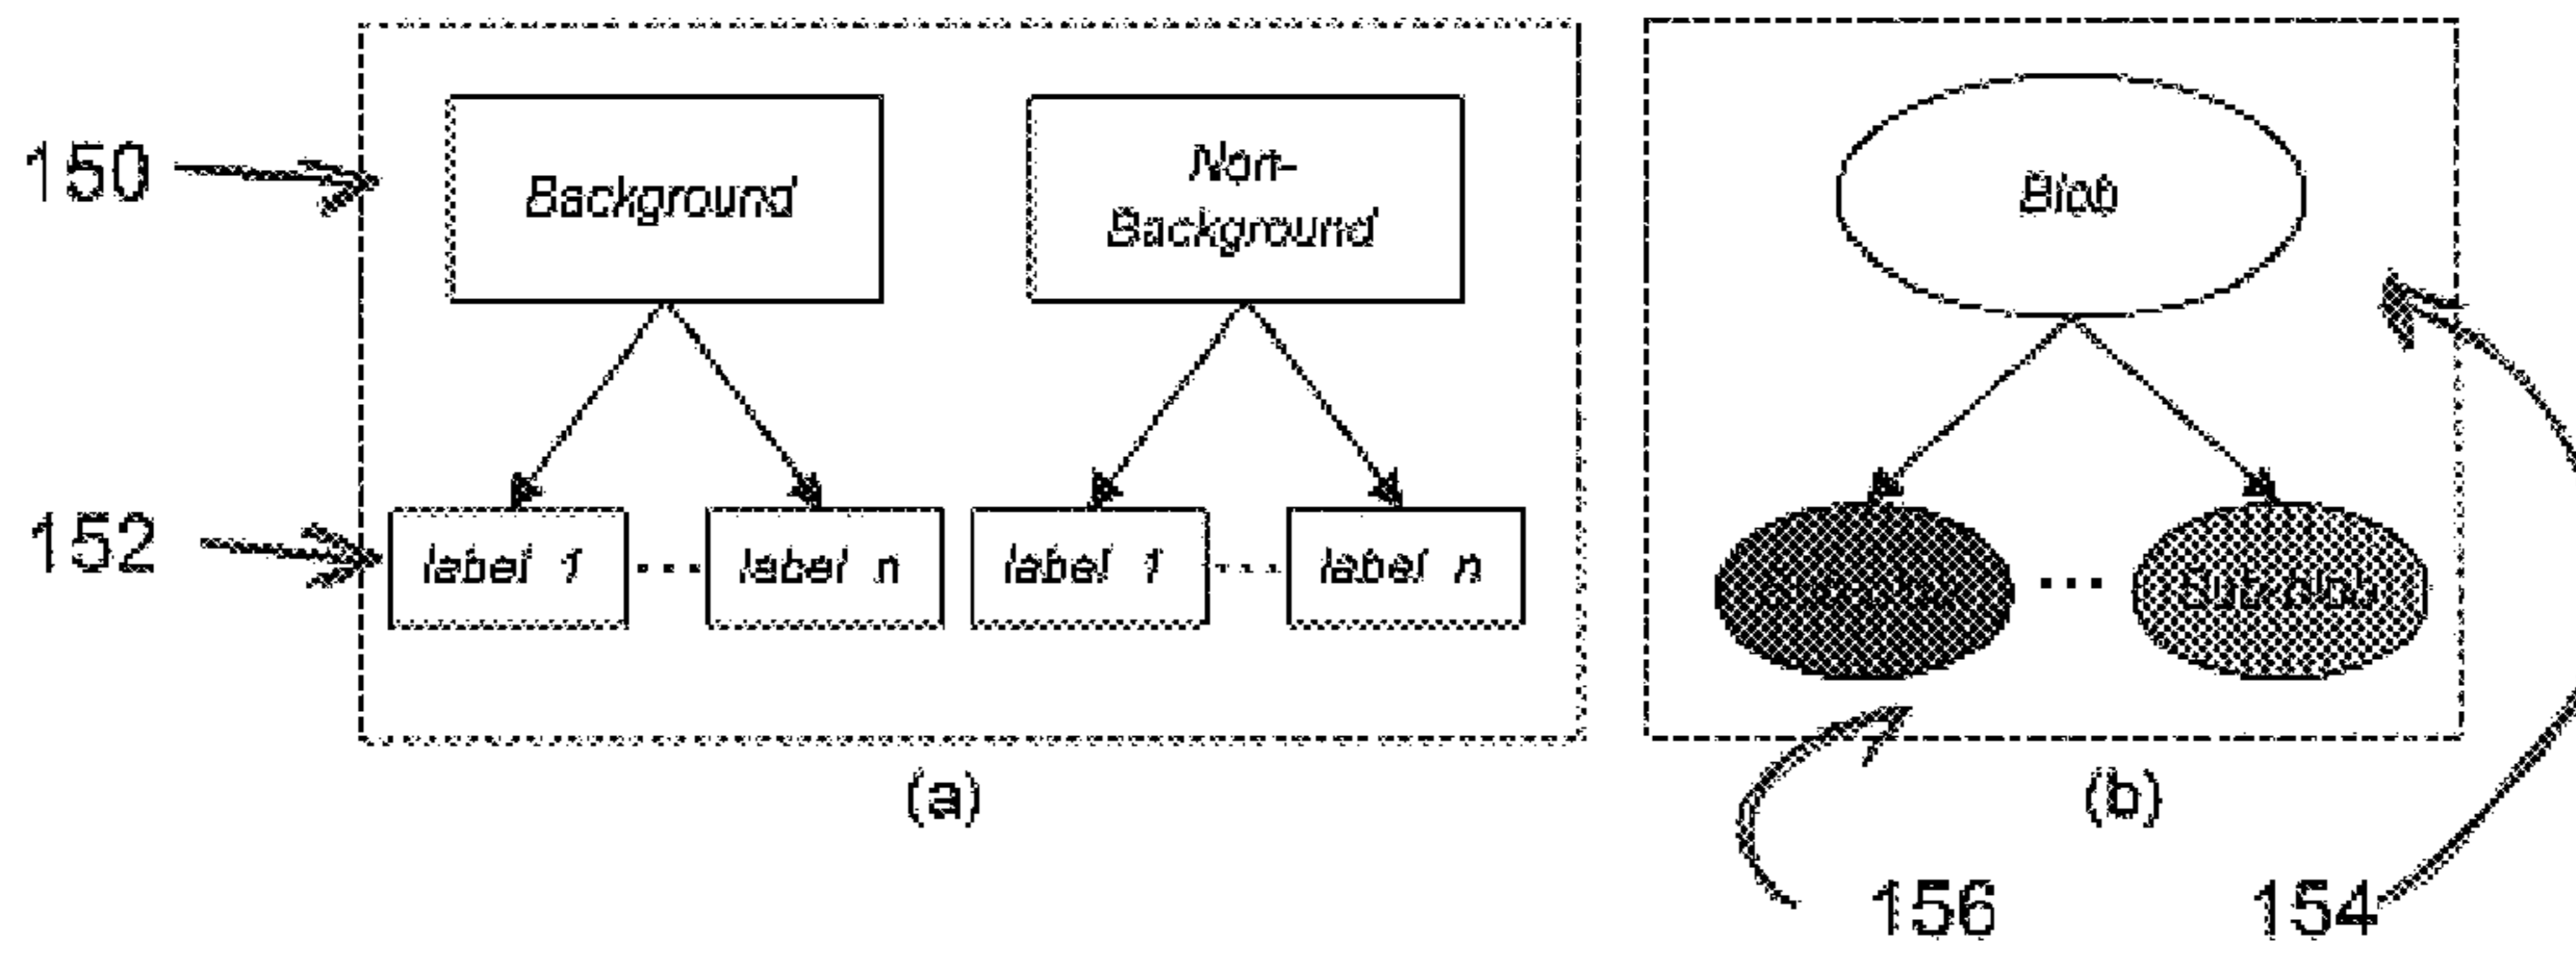 150
Background
Non-
Background
Blob
152
label 1 ... label n
label 1 ... label n
... Sub-blob
(a)
(b)
156
154